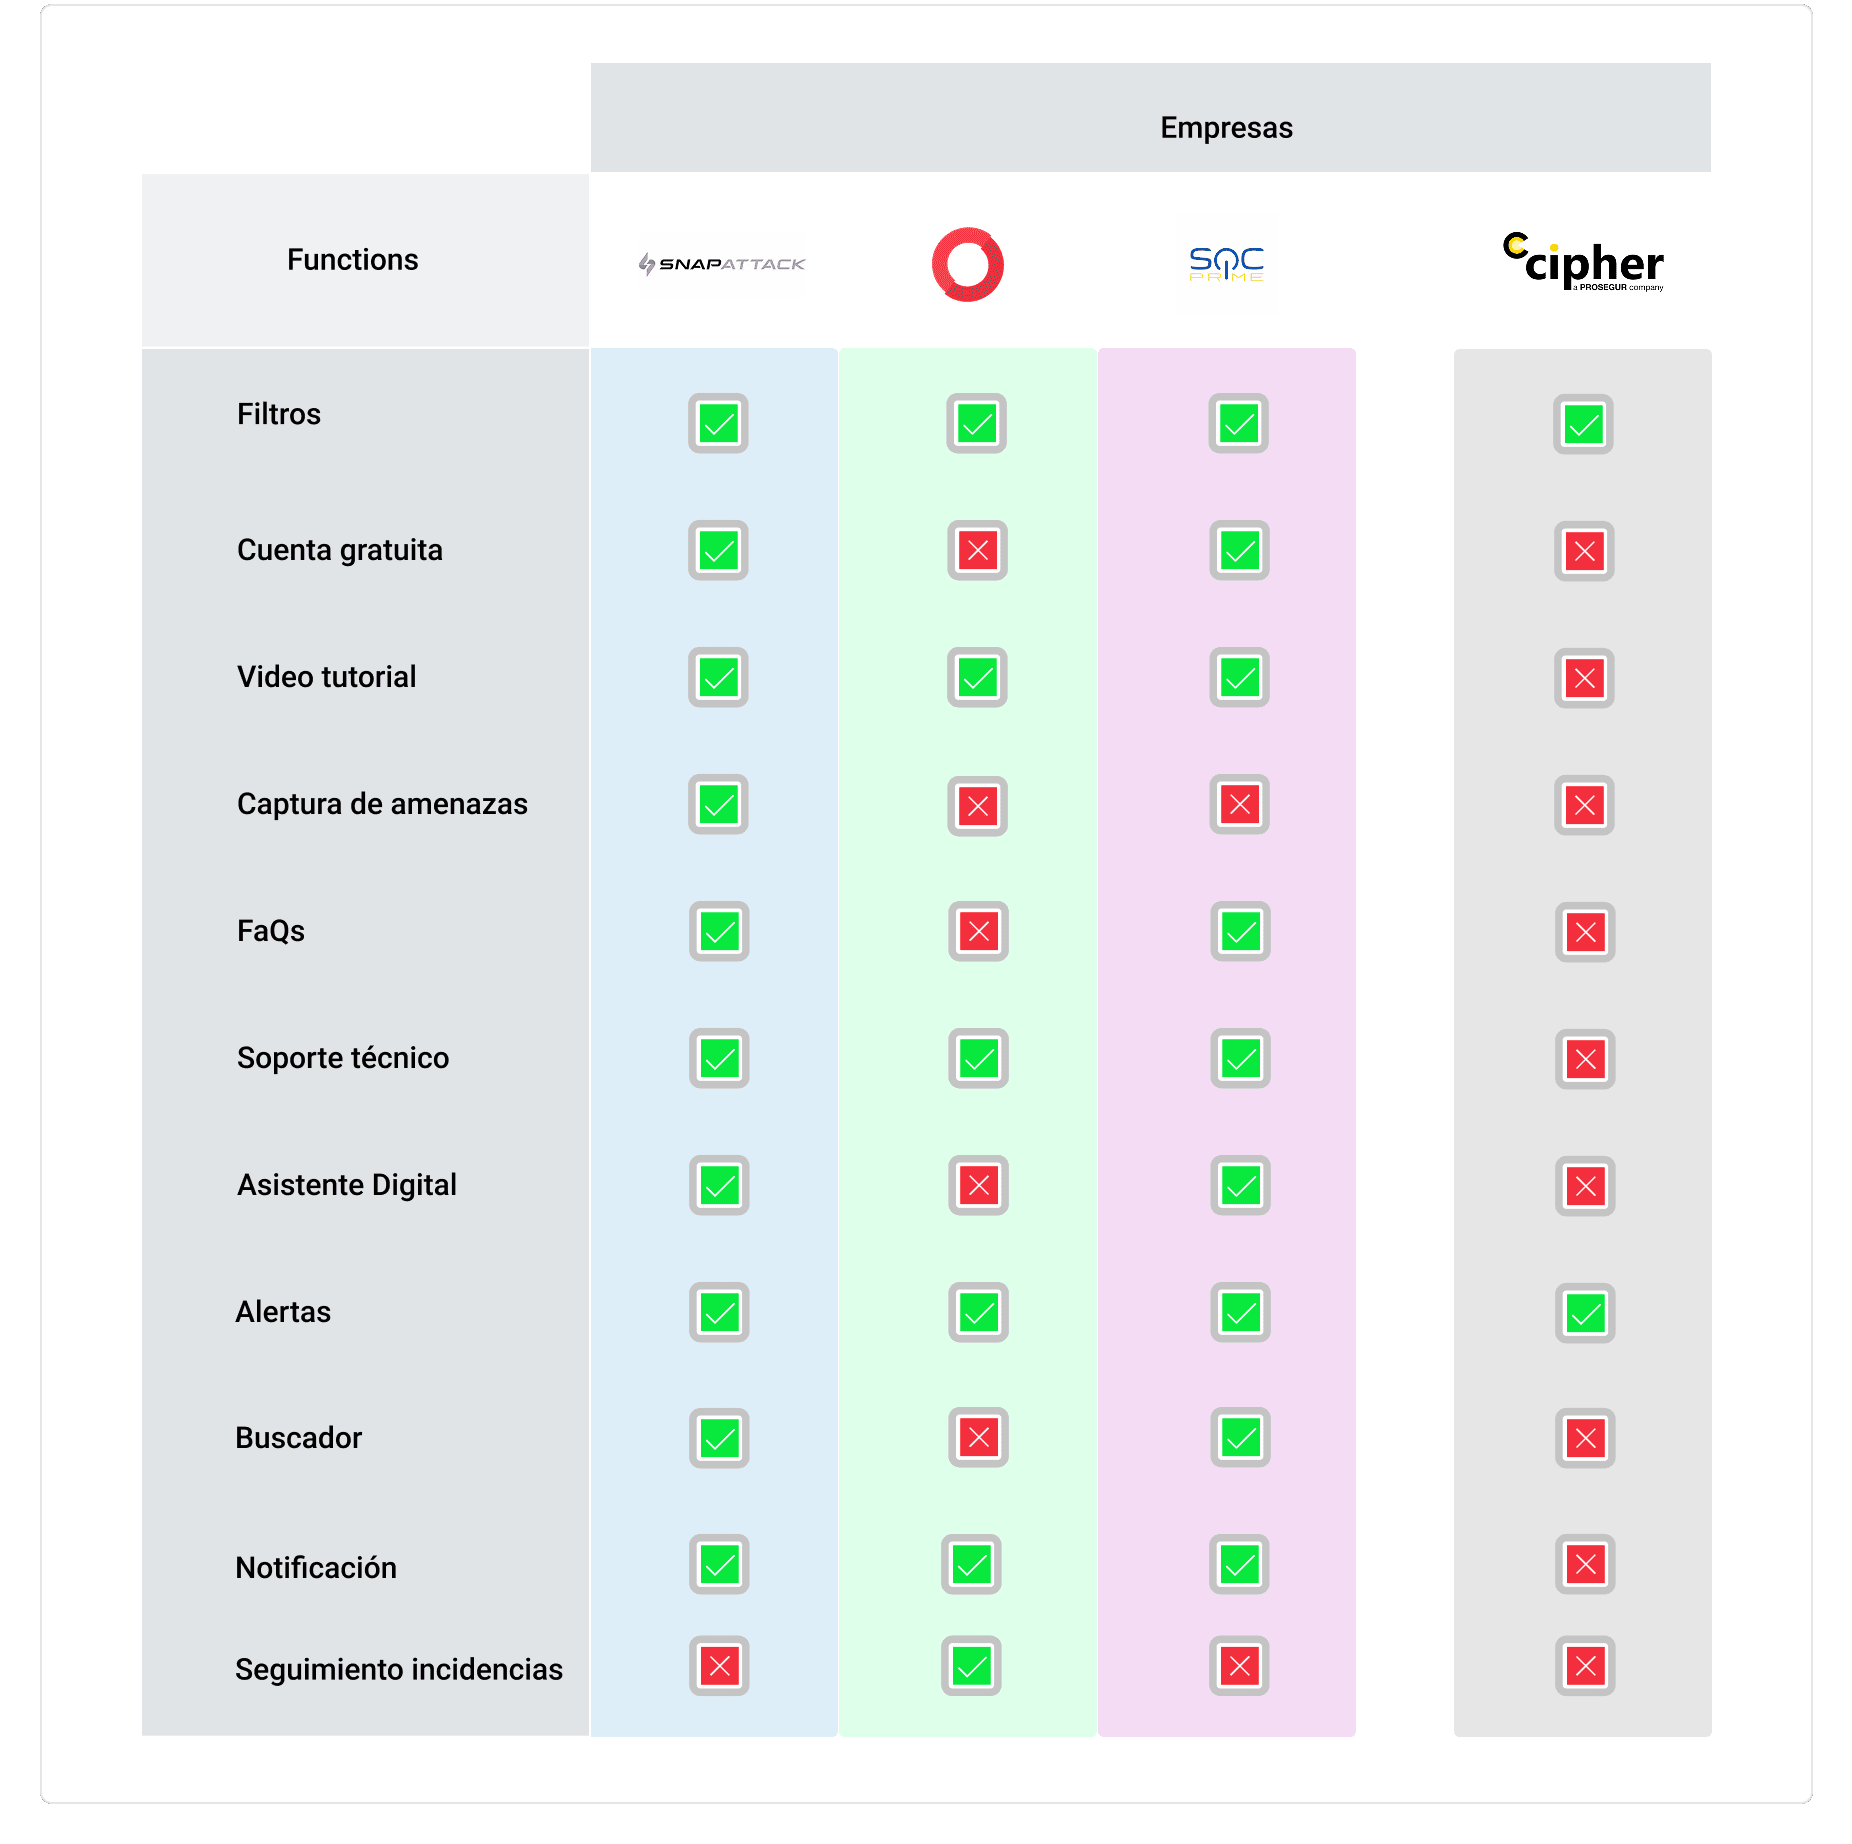 Empresas
Functions
SNAPATTACK
SOC
PRIME
cipher
a PROSEGUR company
Filtros
Cuenta gratuita
Video tutorial
Captura de amenazas
FaQs
Soporte técnico
Asistente Digital
Alertas
Buscador
Notificación
Seguimiento incidencias